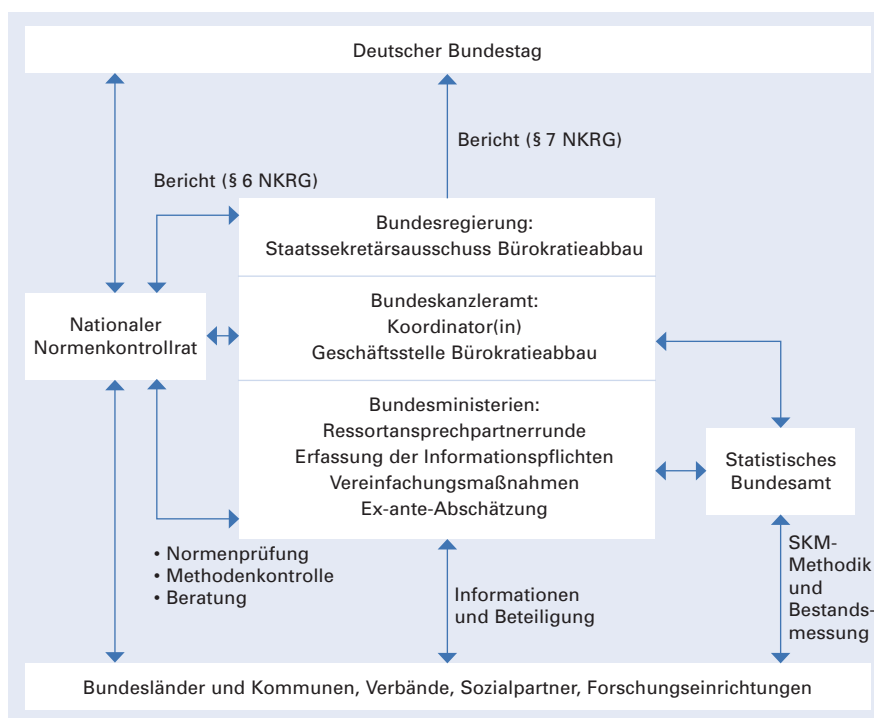 Deutscher Bundestag
Bericht (§ 7 NKRG)
Bericht (§ 6 NKRG)
Bundesregierung:
Staatssekretärsausschuss Bürokratieabbau
Nationaler
Normenkontrollrat
Bundeskanzleramt:
Koordinator(in)
Geschäftsstelle Bürokratieabbau
Bundesministerien:
Ressortansprechpartnerrunde
Erfassung der Informationspflichten
Vereinfachungsmaßnahmen
Ex-ante-Abschätzung
Statistisches
Bundesamt
• Normenprüfung
• Methodenkontrolle
• Beratung
Informationen
und Beteiligung
SKM-
Methodik
und
Bestands-
messung
Bundesländer und Kommunen, Verbände, Sozialpartner, Forschungseinrichtungen